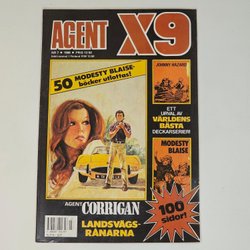 AGENT X9
50 MODESTY BLAISE-
böcker utlottas!
JOHNNY HAZARD
ETT
URVAL AV
VÄRLDENS
BÄSTA
DECKARSERIER!
MODESTY
BLAISE
AGENT
CORRIGAN
LANDSVÄGS-
RÅNARNA
100
sidor!